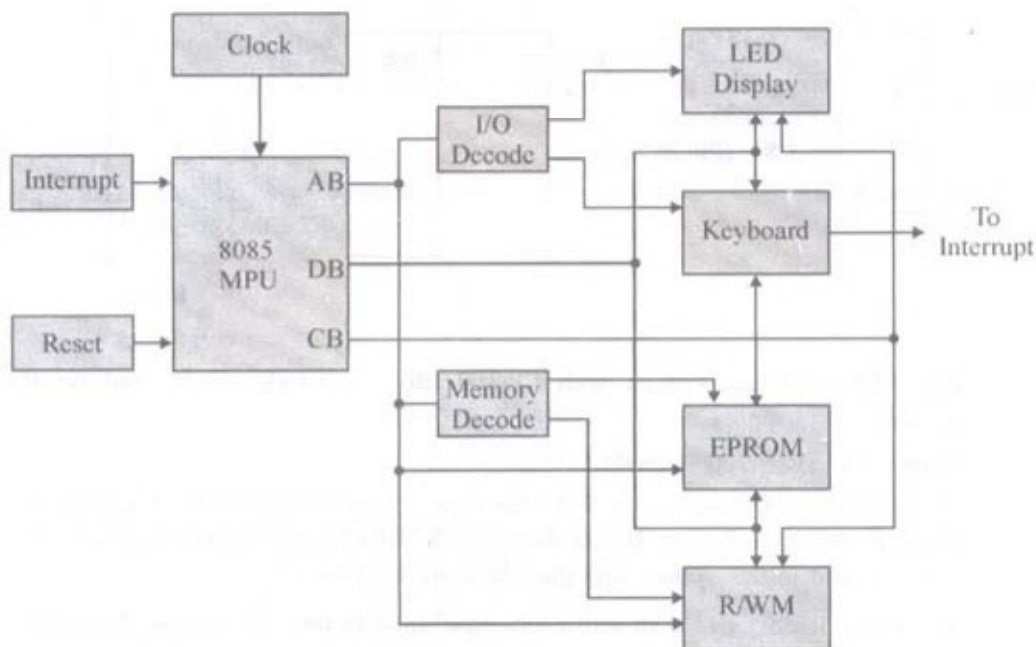 Clock
LED
Display
I/O
Decode
Interrupt
AB
8085
MPU
DB
CB
Keyboard
To
Interrupt
Reset
Memory
Decode
EPROM
R/WM